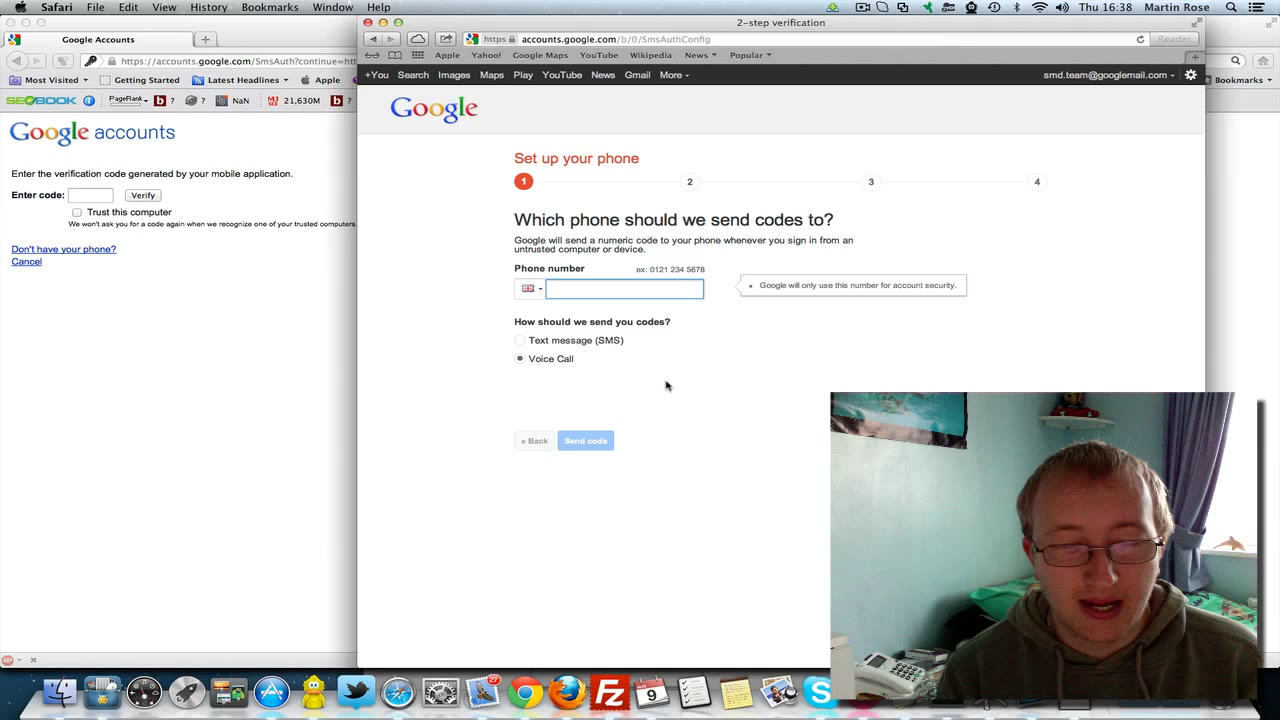 Safari File Edit View History Bookmarks Window Help
Thu 16:38 Martin Rose
Google Accounts
2-step verification
https://accounts.google.com/SmsAuth?continue=htt
https accounts.google.com/b/0/SmsAuthConfig
Reader
Most Visited Getting Started Latest Headlines Apple
Apple Yahoo! Google Maps YouTube Wikipedia News Popular
Bookmarks
+You Search Images Maps Play YouTube News Gmail More
smd.team@googlemail.com
SEOBOOK PageRank ? ? NaN 21,630M ?
Google accounts
Google
Enter the verification code generated by your mobile application.
Enter code: Verify
Trust this computer
We won't ask you for a code again when we recognize one of your trusted computers.
Don't have your phone?
Cancel
Set up your phone
1 2 3 4
Which phone should we send codes to?
Google will send a numeric code to your phone whenever you sign in from an
untrusted computer or device.
Phone number ex: 0121 234 5678
Google will only use this number for account security.
How should we send you codes?
Text message (SMS)
Voice Call
« Back Send code
27
9